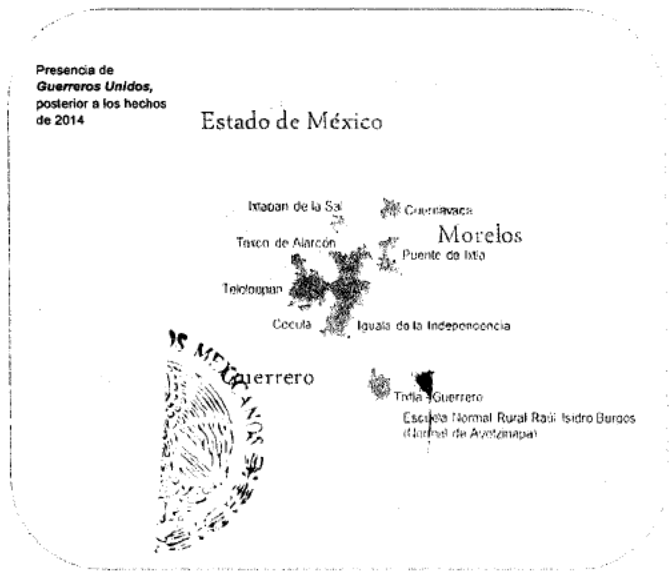 Presencia de
Guerreros Unidos,
posterior a los hechos
de 2014
Estado de México
Ixtapan de la Sal
Cuernavaca
Morelos
Taxco de Alarcón
Puente de Ixtla
Teloloapan
Cocula
Iguala de la Independencia
OS MEXICANOS
Guerrero
Tixtla Guerrero
Escuela Normal Rural Raúl Isidro Burgos
(Normal de Ayotzinapa)